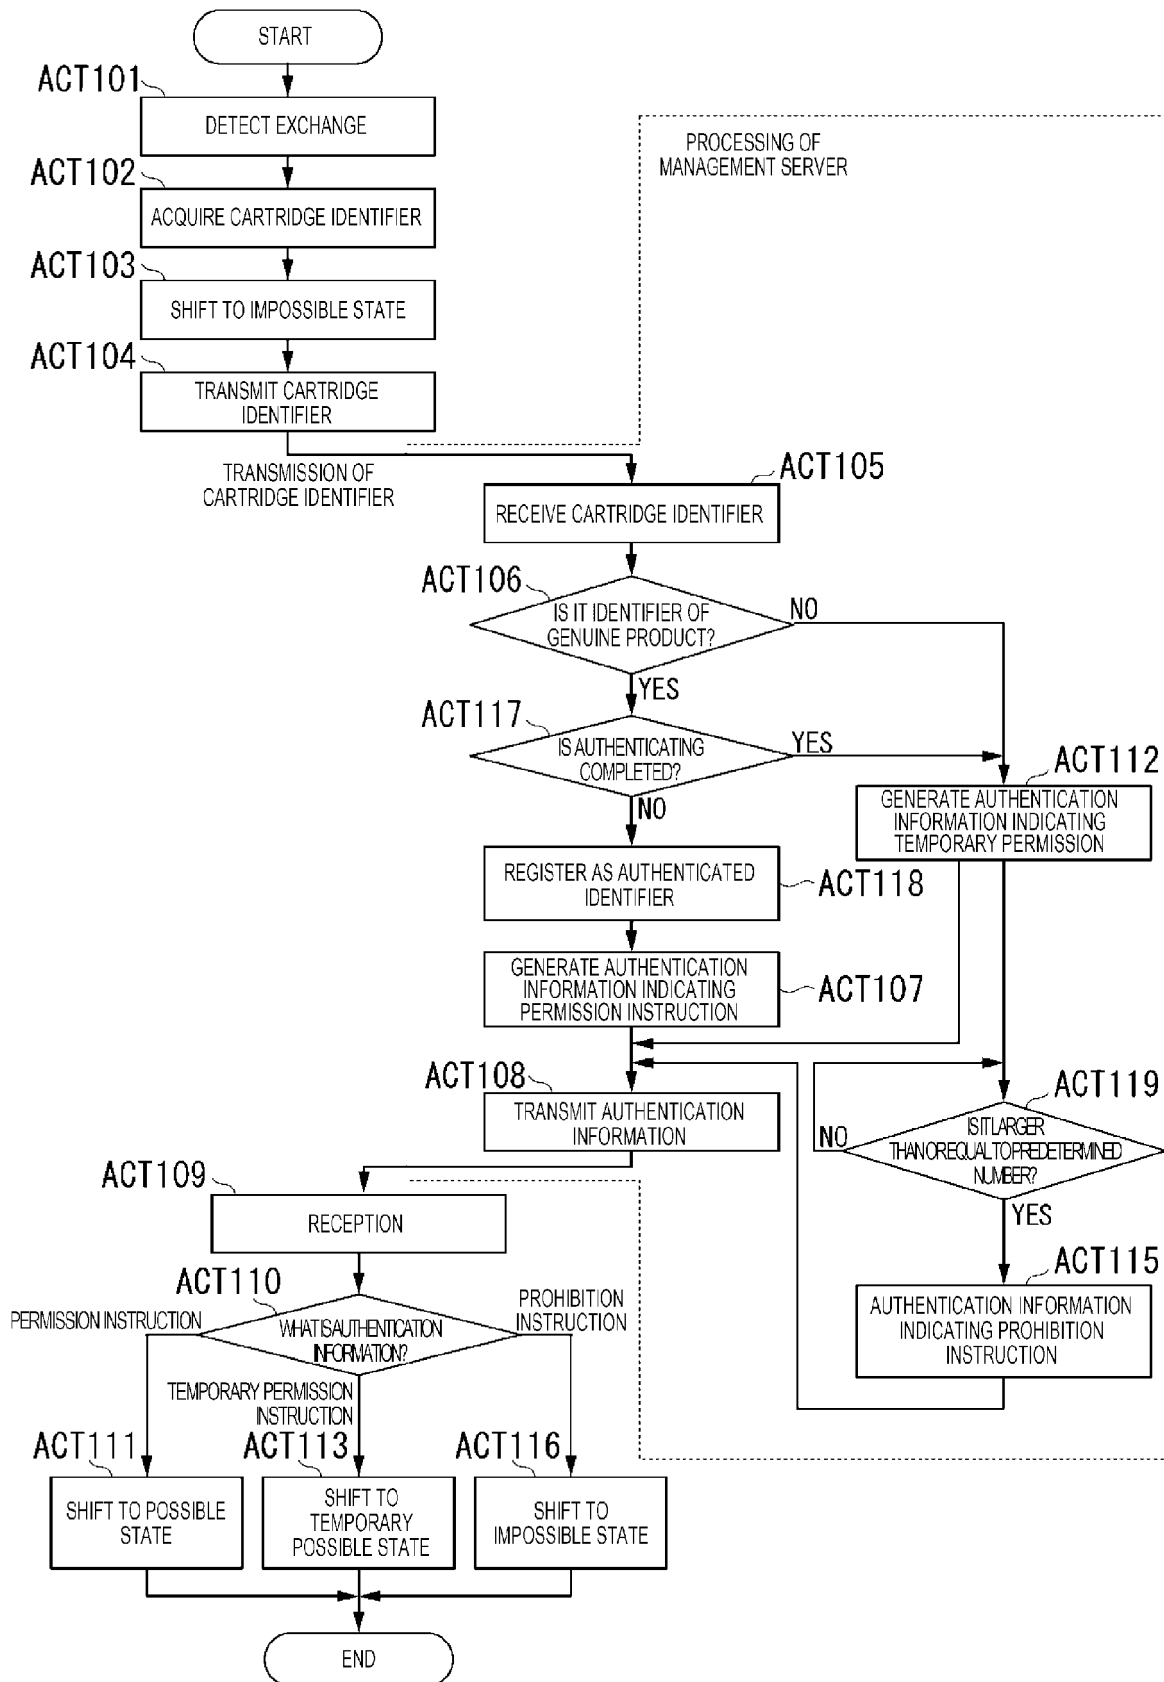 START
ACT101
DETECT EXCHANGE
PROCESSING OF
MANAGEMENT SERVER
ACT102
ACQUIRE CARTRIDGE IDENTIFIER
ACT103
SHIFT TO IMPOSSIBLE STATE
ACT104
TRANSMIT CARTRIDGE
IDENTIFIER
TRANSMISSION OF
CARTRIDGE IDENTIFIER
ACT105
RECEIVE CARTRIDGE IDENTIFIER
ACT106
IS IT IDENTIFIER OF
GENUINE PRODUCT?
NO
YES
ACT117
IS AUTHENTICATING
COMPLETED?
YES
NO
ACT112
GENERATE AUTHENTICATION
INFORMATION INDICATING
TEMPORARY PERMISSION
REGISTER AS AUTHENTICATED
IDENTIFIER
ACT118
GENERATE AUTHENTICATION
INFORMATION INDICATING
PERMISSION INSTRUCTION
ACT107
ACT108
TRANSMIT AUTHENTICATION
INFORMATION
ACT119
IS IT LARGER
THAN OR EQUAL TO PREDETERMINED
NUMBER?
NO
YES
ACT109
RECEPTION
ACT110
WHAT IS AUTHENTICATION
INFORMATION?
PERMISSION INSTRUCTION
PROHIBITION
INSTRUCTION
TEMPORARY PERMISSION
INSTRUCTION
ACT115
AUTHENTICATION INFORMATION
INDICATING PROHIBITION
INSTRUCTION
ACT111
SHIFT TO POSSIBLE
STATE
ACT113
SHIFT TO
TEMPORARY
POSSIBLE STATE
ACT116
SHIFT TO
IMPOSSIBLE STATE
END